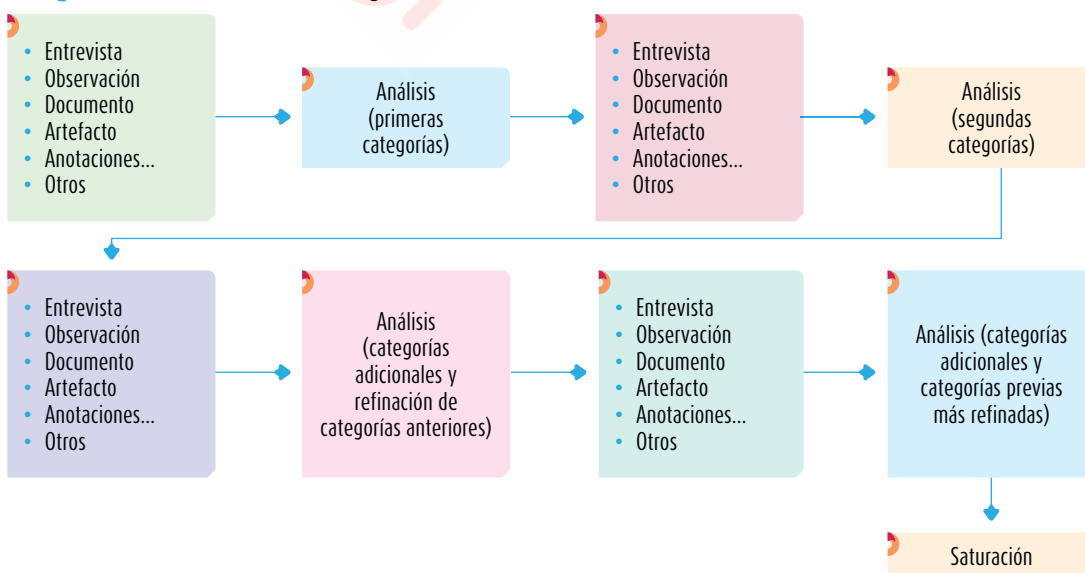 • Entrevista
• Observación
• Documento
• Artefacto
• Anotaciones...
• Otros
Análisis
(primeras
categorías)
• Entrevista
• Observación
• Documento
• Artefacto
• Anotaciones...
• Otros
Análisis
(segundas
categorías)
• Entrevista
• Observación
• Documento
• Artefacto
• Anotaciones...
• Otros
Análisis
(categorías
adicionales y
refinación de
categorías anteriores)
• Entrevista
• Observación
• Documento
• Artefacto
• Anotaciones...
• Otros
Análisis (categorías
adicionales y
categorías previas
más refinadas)
Saturación